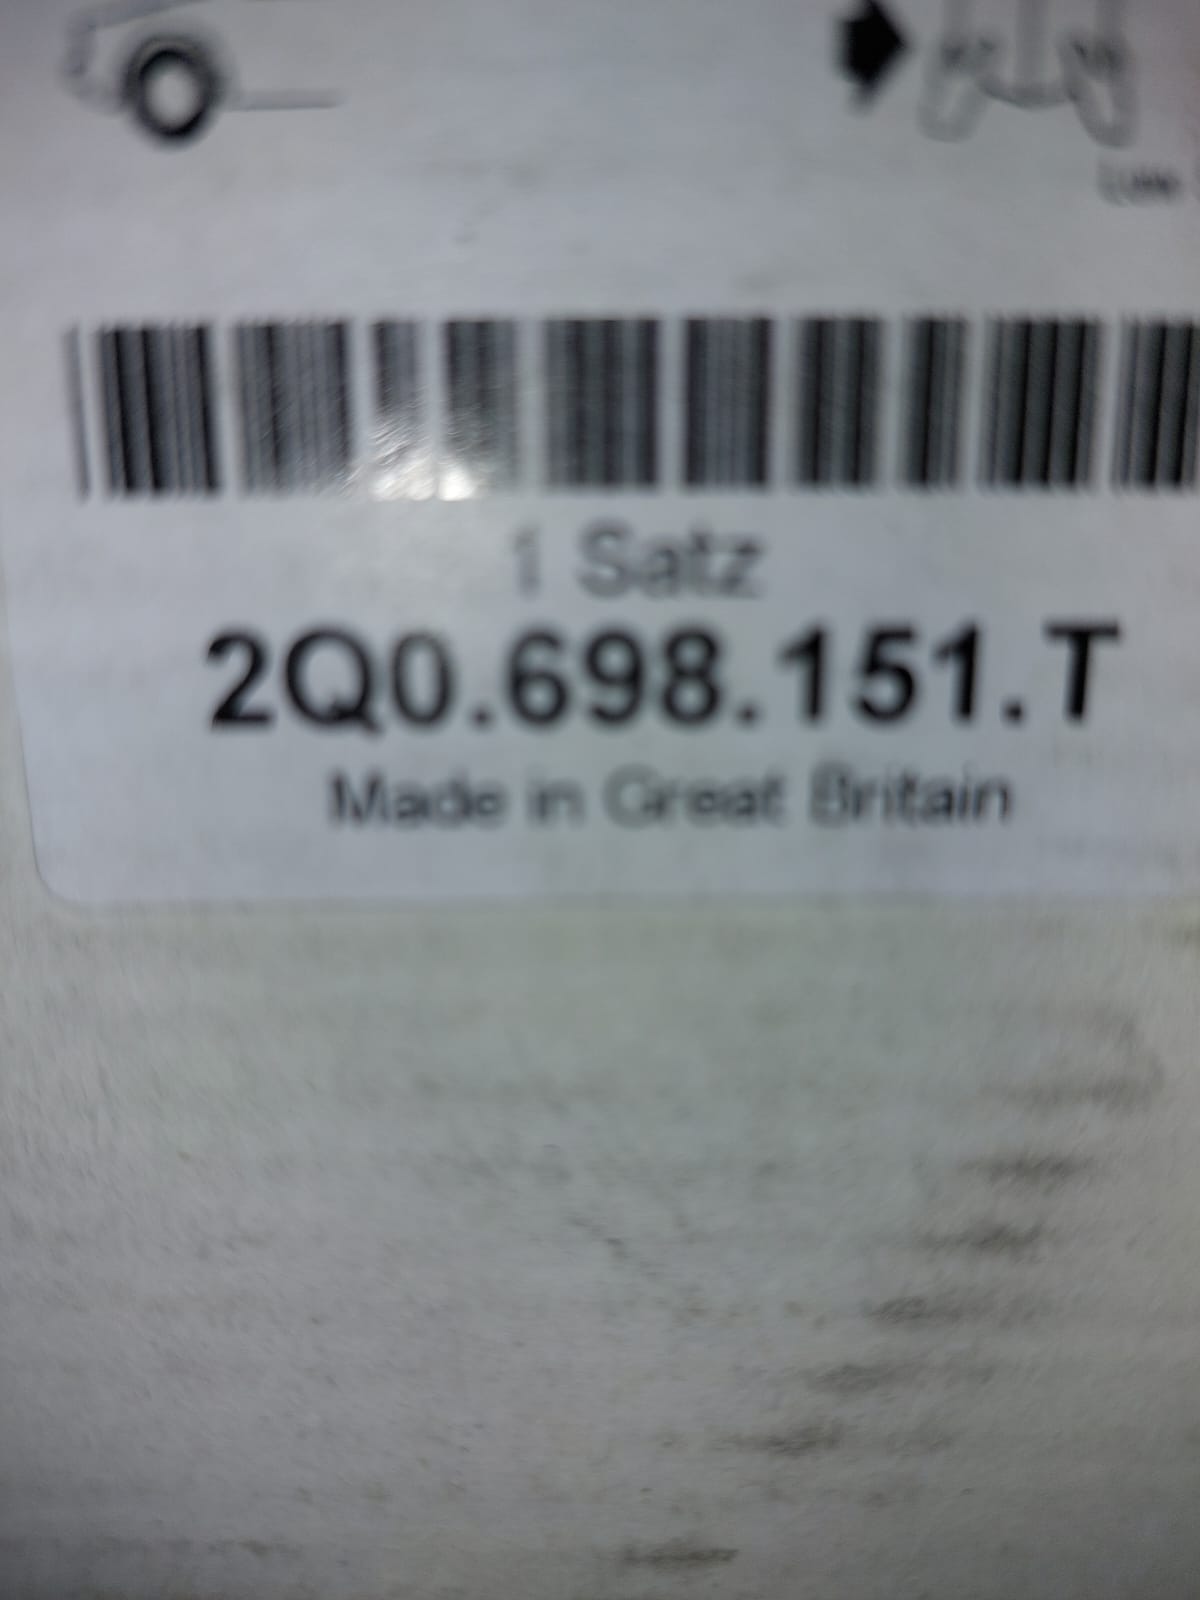 1 Satz
2Q0.698.151.T
Made in Great Britain